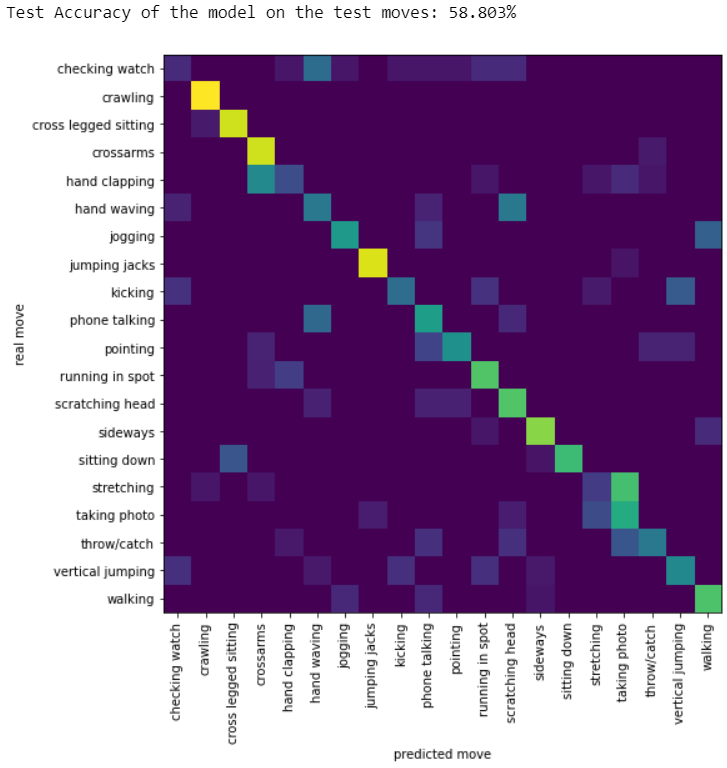 Test Accuracy of the model on the test moves: 58.803%
checking watch
crawling
cross legged sitting
crossarms
hand clapping
hand waving
jogging
jumping jacks
kicking
phone talking
pointing
running in spot
scratching head
sideways
sitting down
stretching
taking photo
throw/catch
vertical jumping
walking
real move
checking watch
crawling
cross legged sitting
crossarms
hand clapping
hand waving
jogging
jumping jacks
kicking
phone talking
pointing
running in spot
scratching head
sideways
sitting down
stretching
taking photo
throw/catch
vertical jumping
walking
predicted move